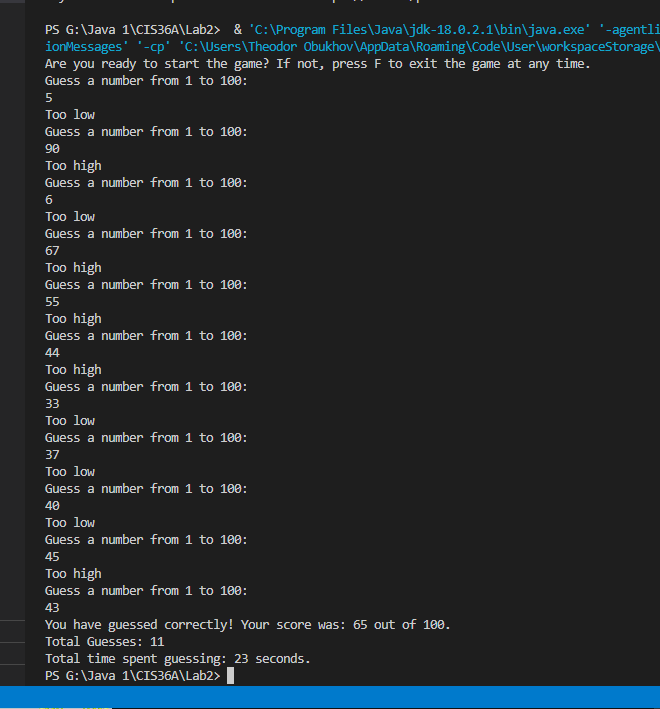 PS G:\Java 1\CIS36A\Lab2>  & 'C:\Program Files\Java\jdk-18.0.2.1\bin\java.exe' '-agentli
ionMessages' '-cp' 'C:\Users\Theodor Obukhov\AppData\Roaming\Code\User\workspaceStorage\
Are you ready to start the game? If not, press F to exit the game at any time.
Guess a number from 1 to 100:
5
Too low
Guess a number from 1 to 100:
90
Too high
Guess a number from 1 to 100:
6
Too low
Guess a number from 1 to 100:
67
Too high
Guess a number from 1 to 100:
55
Too high
Guess a number from 1 to 100:
44
Too high
Guess a number from 1 to 100:
33
Too low
Guess a number from 1 to 100:
37
Too low
Guess a number from 1 to 100:
40
Too low
Guess a number from 1 to 100:
45
Too high
Guess a number from 1 to 100:
43
You have guessed correctly! Your score was: 65 out of 100.
Total Guesses: 11
Total time spent guessing: 23 seconds.
PS G:\Java 1\CIS36A\Lab2>